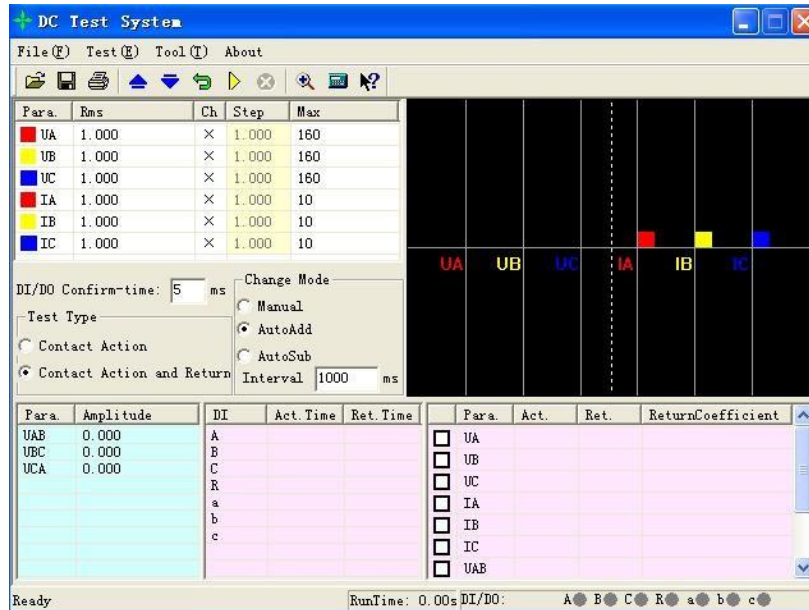 DC Test System
File(F) Test(E) Tool(T) About
Para. Rms Ch Step Max
UA 1.000 × 1.000 160
UB 1.000 × 1.000 160
UC 1.000 × 1.000 160
IA 1.000 × 1.000 10
IB 1.000 × 1.000 10
IC 1.000 × 1.000 10
UA UB UC IA IB IC
DI/DO Confirm-time: 5 ms
Test Type
Contact Action
Contact Action and Return
Change Mode
Manual
AutoAdd
AutoSub
Interval 1000 ms
Para. Amplitude
UAB 0.000
UBC 0.000
UCA 0.000
DI Act.Time Ret.Time
A
B
C
R
a
b
c
Para. Act. Ret. ReturnCoefficient
UA
UB
UC
IA
IB
IC
UAB
Ready RunTime: 0.00s DI/DO: A B C R a b c